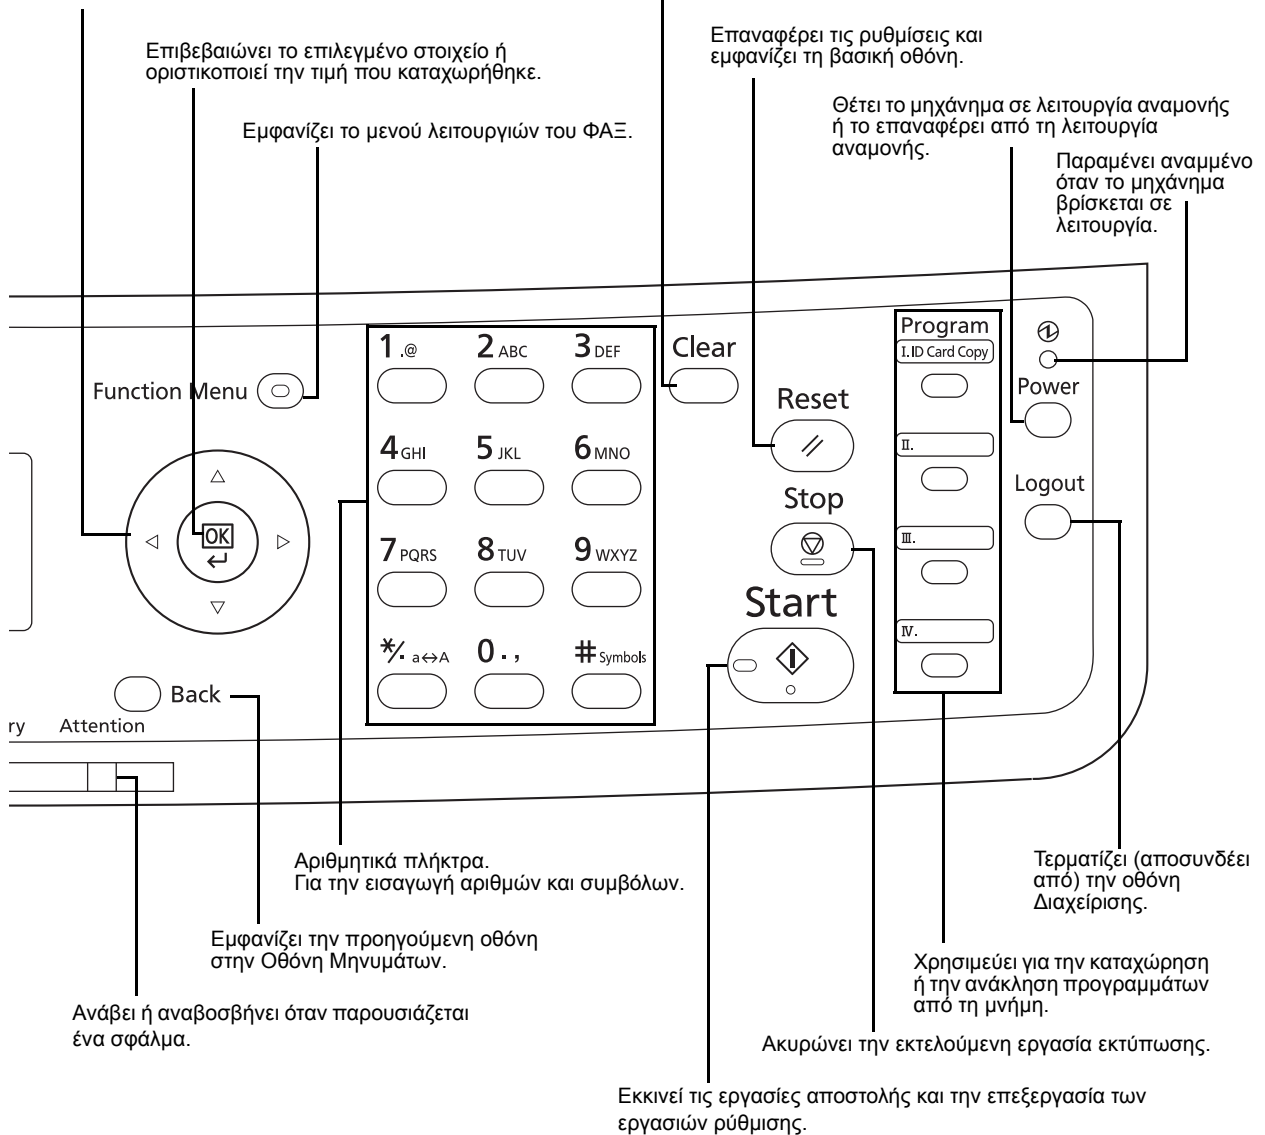 Επιβεβαιώνει το επιλεγμένο στοιχείο ή
οριστικοποιεί την τιμή που καταχωρήθηκε.
Επαναφέρει τις ρυθμίσεις και
εμφανίζει τη βασική οθόνη.
Εμφανίζει το μενού λειτουργιών του ΦΑΞ.
Θέτει το μηχάνημα σε λειτουργία αναμονής
ή το επαναφέρει από τη λειτουργία
αναμονής.
Παραμένει αναμμένο
όταν το μηχάνημα
βρίσκεται σε
λειτουργία.
Function Menu
1 .@
2 ABC
3 DEF
Clear
4 GHI
5 JKL
6 MNO
7 PQRS
8 TUV
9 WXYZ
*/. a↔A
0 . ,
# Symbols
OK
Back
ry
Attention
Reset
Stop
Start
Program
I. ID Card Copy
II.
III.
IV.
Power
Logout
Αριθμητικά πλήκτρα.
Για την εισαγωγή αριθμών και συμβόλων.
Τερματίζει (αποσυνδέει
από) την οθόνη
Διαχείρισης.
Εμφανίζει την προηγούμενη οθόνη
στην Οθόνη Μηνυμάτων.
Χρησιμεύει για την καταχώρηση
ή την ανάκληση προγραμμάτων
από τη μνήμη.
Ανάβει ή αναβοσβήνει όταν παρουσιάζεται
ένα σφάλμα.
Ακυρώνει την εκτελούμενη εργασία εκτύπωσης.
Εκκινεί τις εργασίες αποστολής και την επεξεργασία των
εργασιών ρύθμισης.